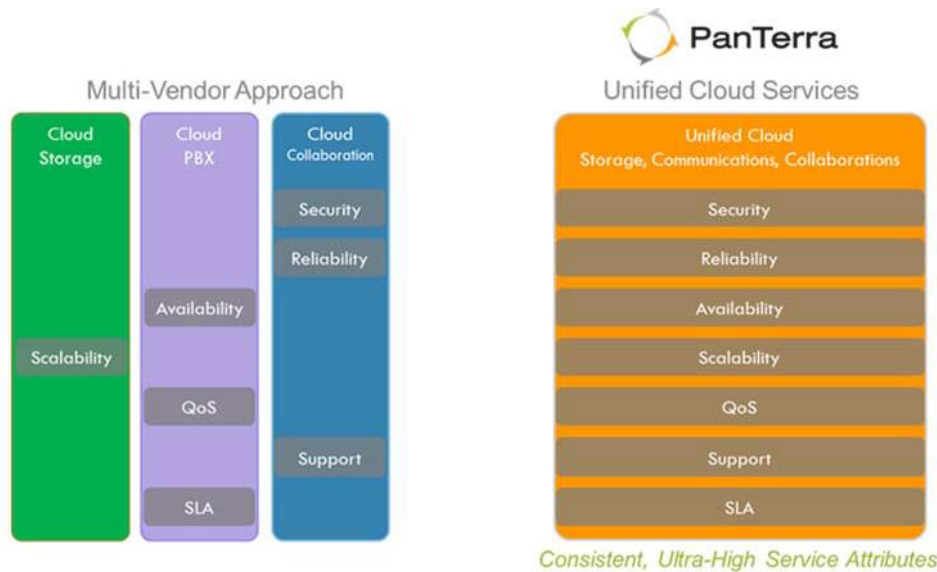 PanTerra
Multi-Vendor Approach
Unified Cloud Services
Cloud
Storage
Scalability
Cloud
PBX
Availability
QoS
SLA
Cloud
Collaboration
Security
Reliability
Support
Unified Cloud
Storage, Communications, Collaborations
Security
Reliability
Availability
Scalability
QoS
Support
SLA
Consistent, Ultra-High Service Attributes